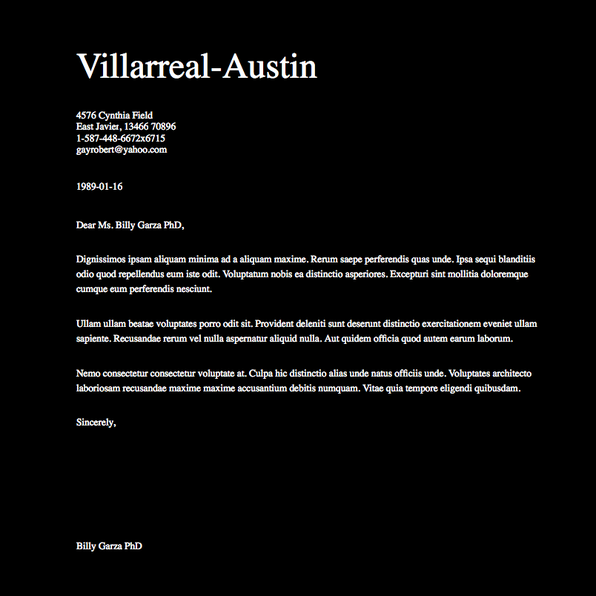 Villarreal-Austin
4576 Cynthia Field
East Javier, 13466 70896
1-587-448-6672x6715
gayrobert@yahoo.com
1989-01-16
Dear Ms. Billy Garza PhD,
Dignissimos ipsam aliquam minima ad a aliquam maxime. Rerum saepe perferendis quas unde. Ipsa sequi blanditiis
odio quod repellendus eum iste odit. Voluptatum nobis ea distinctio asperiores. Excepturi sint mollitia doloremque
cumque eum perferendis nesciunt.
Ullam ullam beatae voluptates porro odit sit. Provident deleniti sunt deserunt distinctio exercitationem eveniet ullam
sapiente. Recusandae rerum vel nulla aspernatur aliquid nulla. Aut quidem officia quod autem earum laborum.
Nemo consectetur consectetur voluptate at. Culpa hic distinctio alias unde natus officiis unde. Voluptates architecto
laboriosam recusandae maxime maxime accusantium debitis numquam. Vitae quia tempore eligendi quibusdam.
Sincerely,
Billy Garza PhD